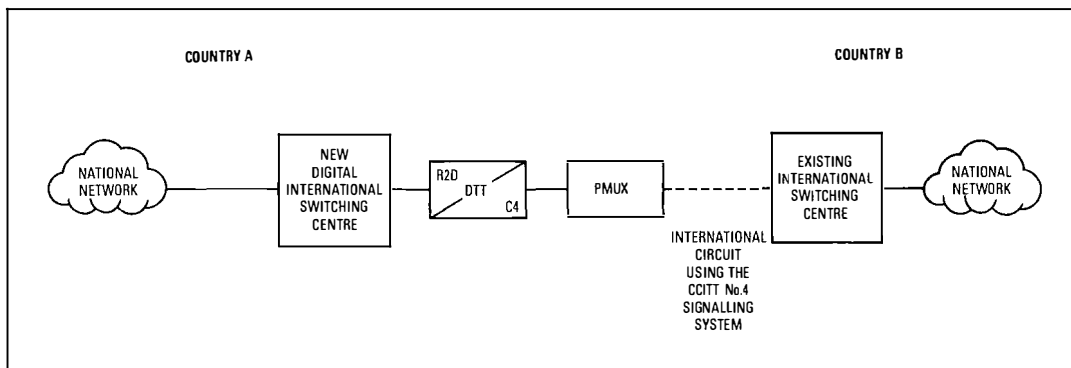 COUNTRY A
COUNTRY B
NATIONAL
NETWORK
NEW
DIGITAL
INTERNATIONAL
SWITCHING
CENTRE
R2D
DTT
C4
PMUX
INTERNATIONAL
CIRCUIT
USING THE
CCITT No.4
SIGNALLING
SYSTEM
EXISTING
INTERNATIONAL
SWITCHING
CENTRE
NATIONAL
NETWORK